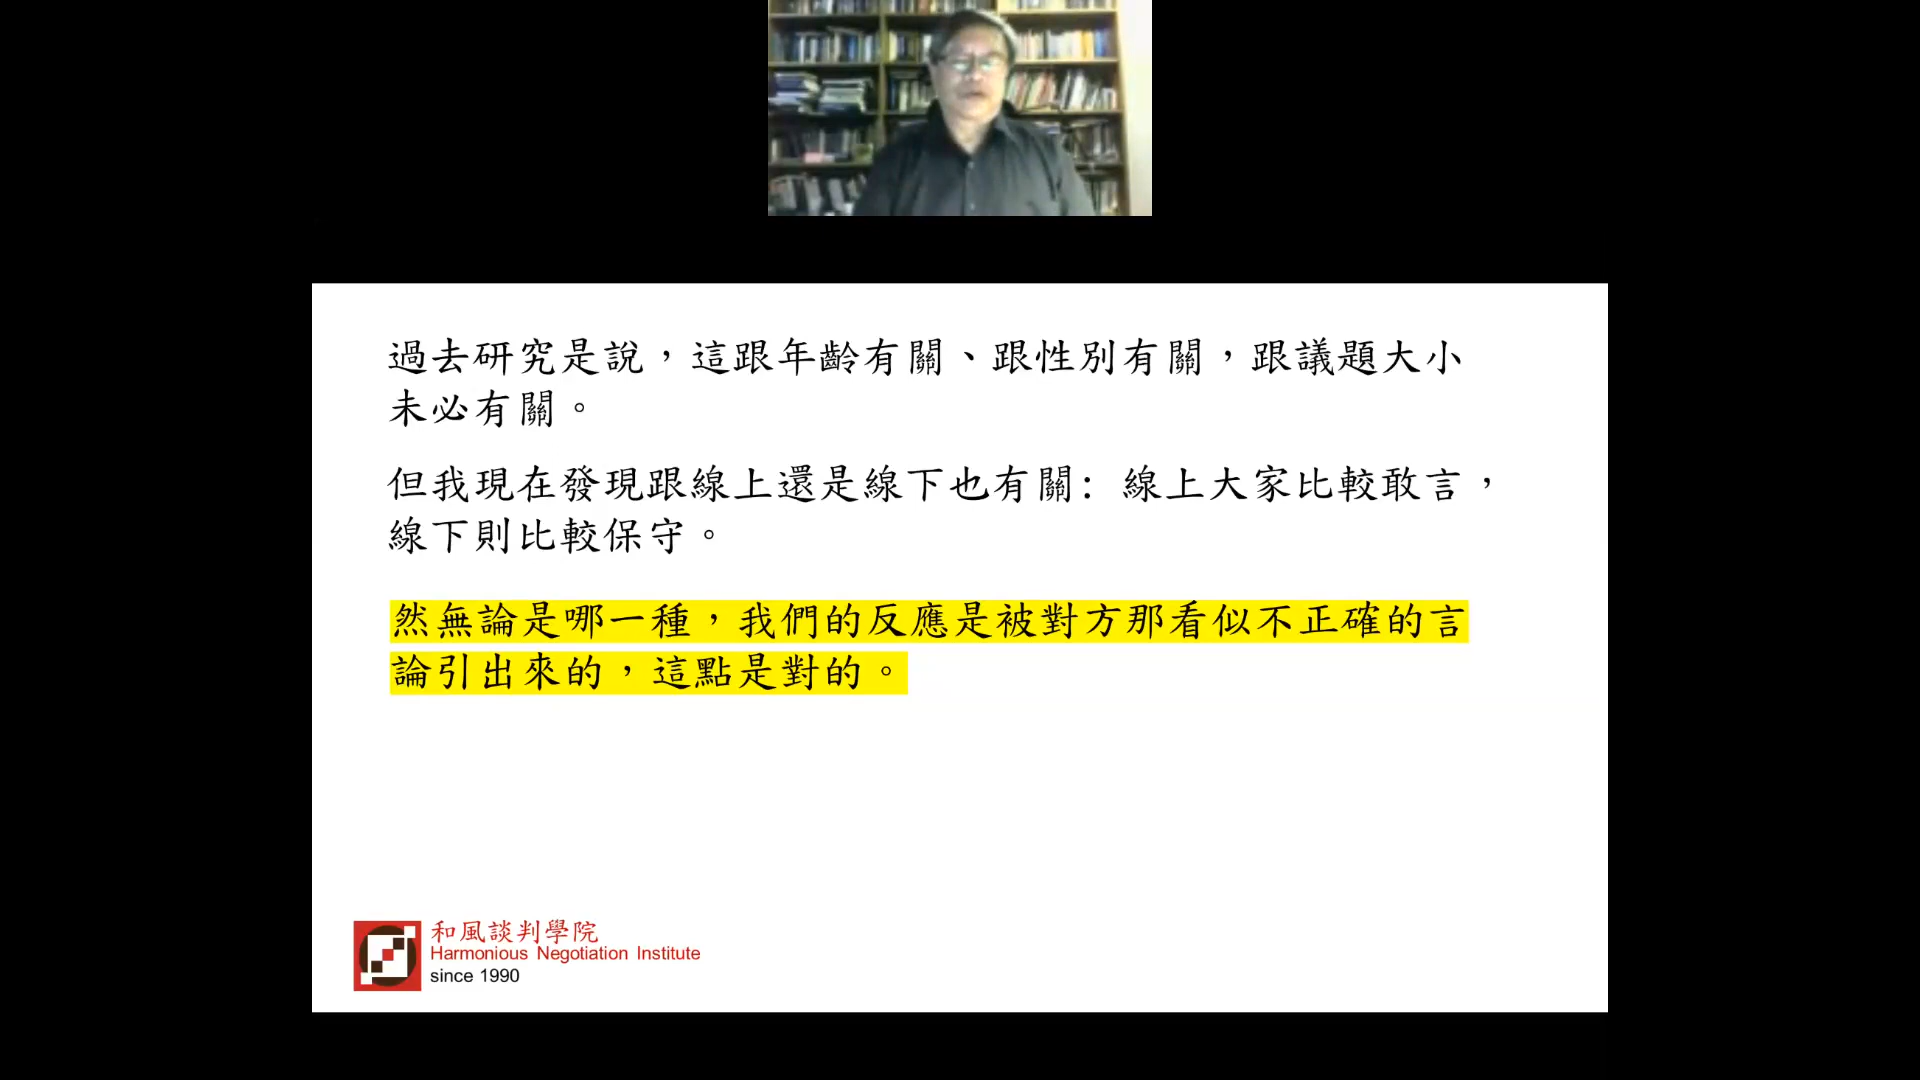 過去研究是說，這跟年齡有關、跟性別有關，跟議題大小
未必有關。
但我現在發現跟線上還是線下也有關: 線上大家比較敢言，
線下則比較保守。
然無論是哪一種，我們的反應是被對方那看似不正確的言
論引出來的，這點是對的。
和風談判學院
Harmonious Negotiation Institute
since 1990